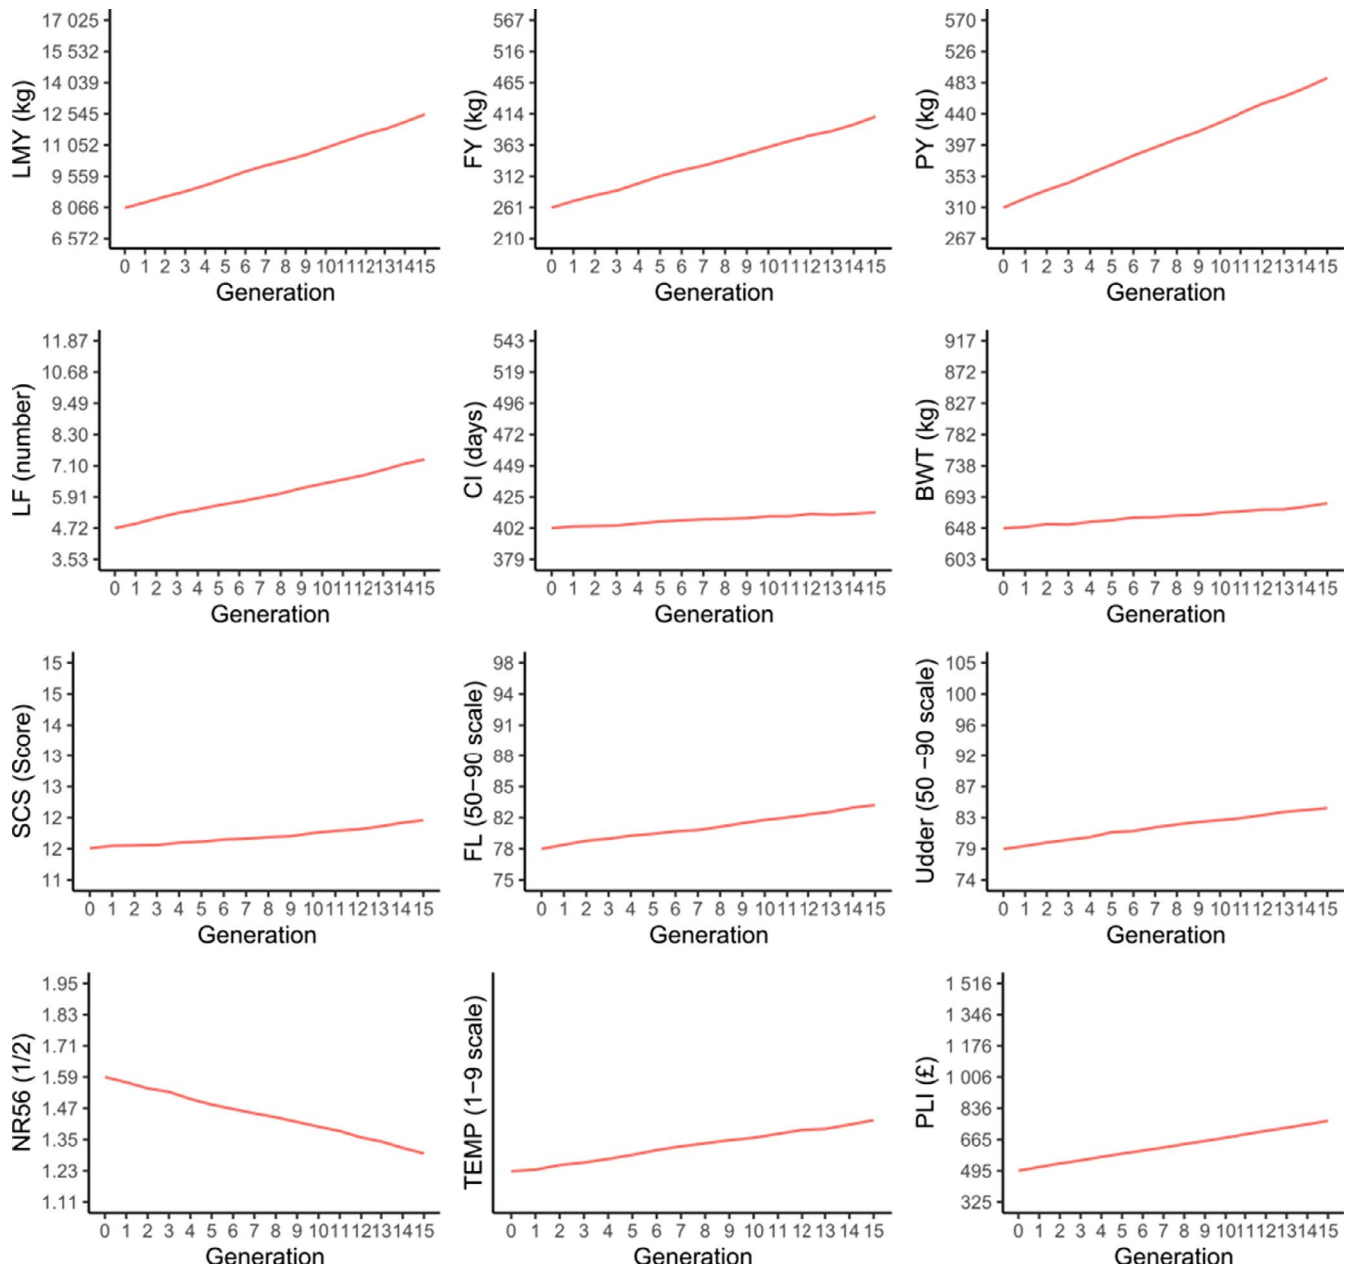 LMY (kg)
17 025
15 532
14 039
12 545
11 052
9 559
8 066
6 572
0 1 2 3 4 5 6 7 8 9 10 11 12 13 14 15
Generation
FY (kg)
567
516
465
414
363
312
261
210
0 1 2 3 4 5 6 7 8 9 10 11 12 13 14 15
Generation
PY (kg)
570
526
483
440
397
353
310
267
0 1 2 3 4 5 6 7 8 9 10 11 12 13 14 15
Generation
LF (number)
11.87
10.68
9.49
8.30
7.10
5.91
4.72
3.53
0 1 2 3 4 5 6 7 8 9 10 11 12 13 14 15
Generation
CI (days)
543
519
496
472
449
425
402
379
0 1 2 3 4 5 6 7 8 9 10 11 12 13 14 15
Generation
BWT (kg)
917
872
827
782
738
693
648
603
0 1 2 3 4 5 6 7 8 9 10 11 12 13 14 15
Generation
SCS (Score)
15
15
14
13
13
12
12
11
0 1 2 3 4 5 6 7 8 9 10 11 12 13 14 15
Generation
FL (50−90 scale)
98
94
91
88
85
82
78
75
0 1 2 3 4 5 6 7 8 9 10 11 12 13 14 15
Generation
Udder (50 −90 scale)
105
100
96
92
87
83
79
74
0 1 2 3 4 5 6 7 8 9 10 11 12 13 14 15
Generation
NR56 (1/2)
1.95
1.83
1.71
1.59
1.47
1.35
1.23
1.11
0 1 2 3 4 5 6 7 8 9 10 11 12 13 14 15
Generation
TEMP (1−9 scale)
0 1 2 3 4 5 6 7 8 9 10 11 12 13 14 15
Generation
PLI (£)
1 516
1 346
1 176
1 006
836
665
495
325
0 1 2 3 4 5 6 7 8 9 10 11 12 13 14 15
Generation